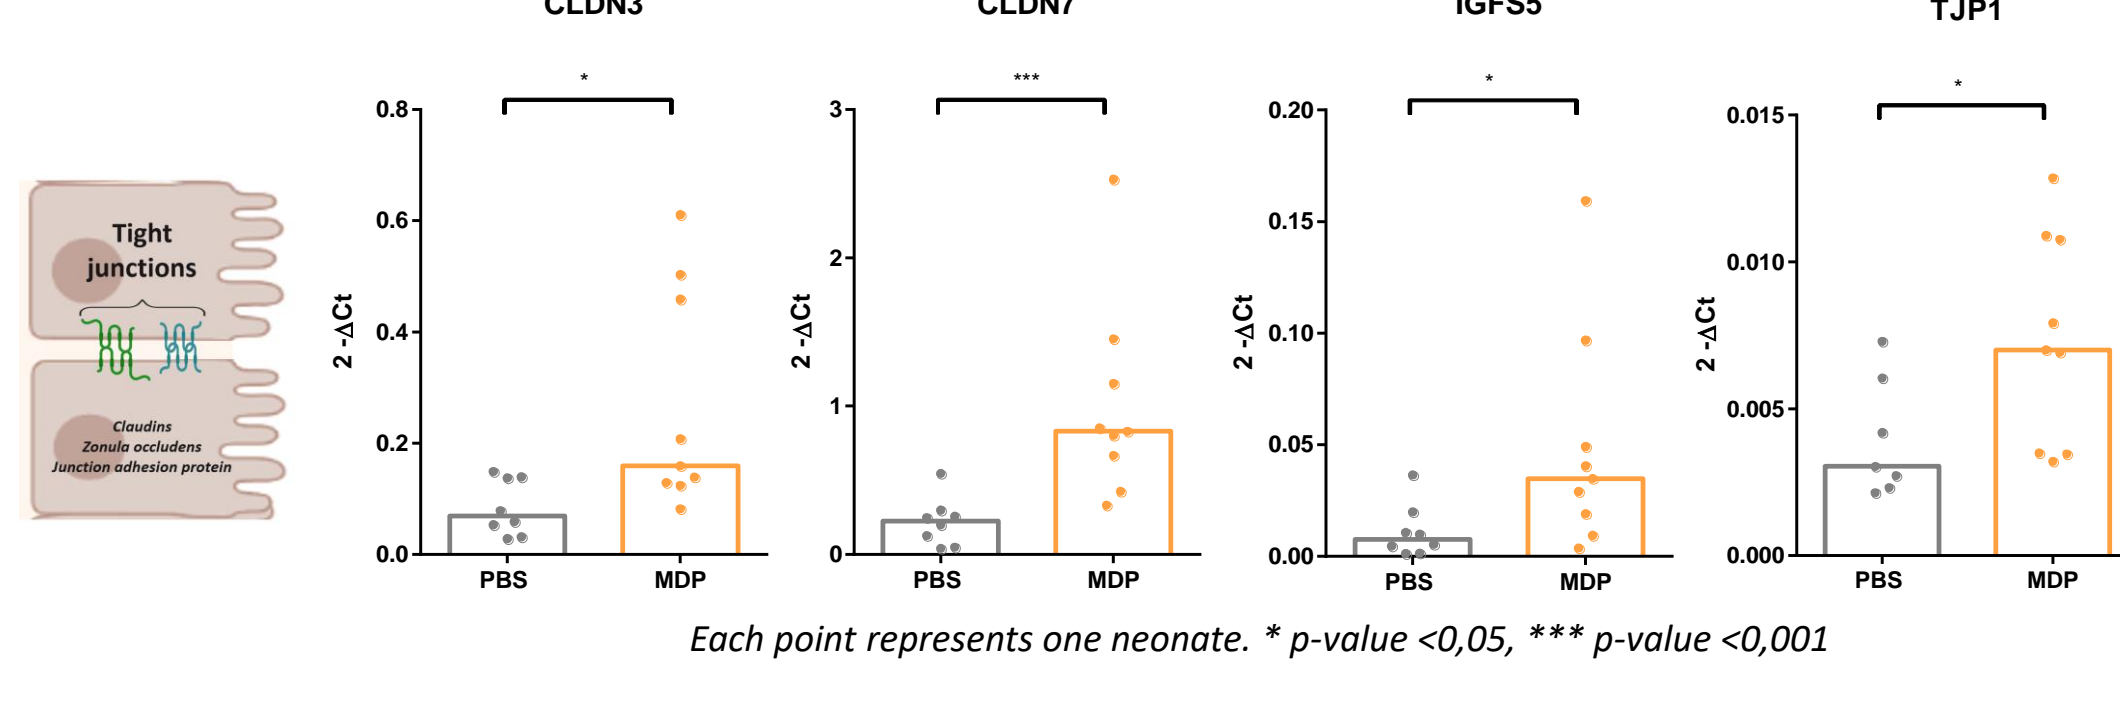 CLDN3
CLDN7
IGFS5
TJP1
Tight
junctions
Claudins
Zonula occludens
Junction adhesion protein
*
2 -ΔCt
0.8
0.6
0.4
0.2
0.0
PBS MDP
***
2 -ΔCt
3
2
1
0
PBS MDP
*
2 -ΔCt
0.20
0.15
0.10
0.05
0.00
PBS MDP
*
2 -ΔCt
0.015
0.010
0.005
0.000
PBS MDP
Each point represents one neonate. * p-value <0,05, *** p-value <0,001